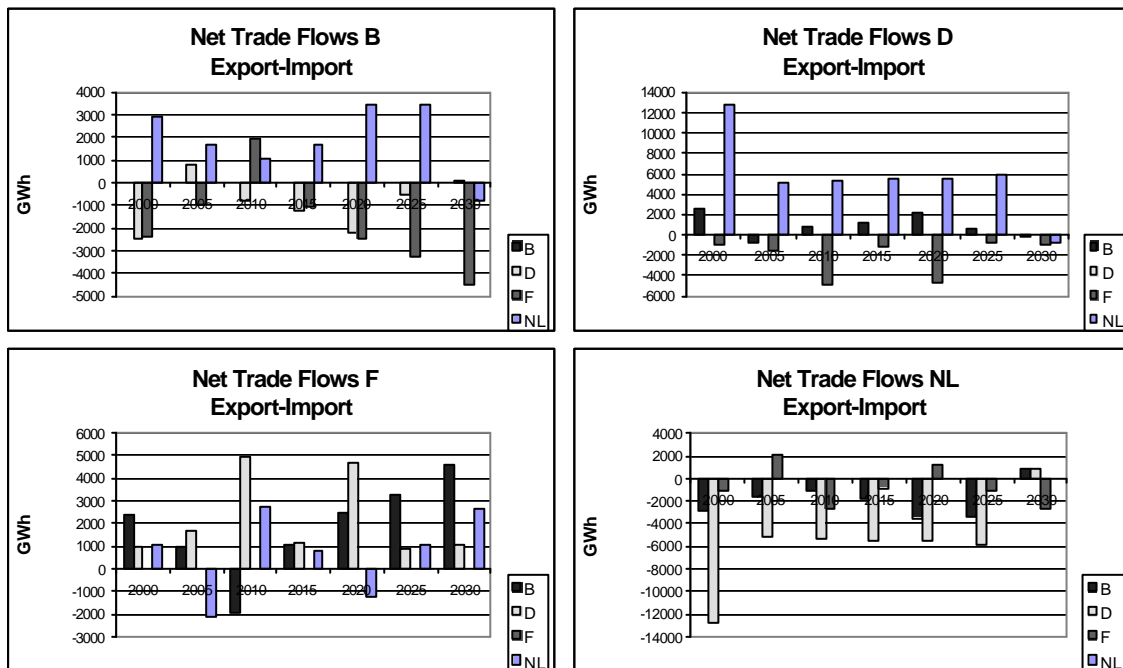 Net Trade Flows B
Export-Import
4000
3000
2000
1000
0
-1000
-2000
-3000
-4000
-5000
GWh
2000 2005 2010 2015 2020 2025 2030
B
D
F
NL
Net Trade Flows D
Export-Import
14000
12000
10000
8000
6000
4000
2000
0
-2000
-4000
-6000
GWh
2000 2005 2010 2015 2020 2025 2030
B
D
F
NL
Net Trade Flows F
Export-Import
6000
5000
4000
3000
2000
1000
0
-1000
-2000
-3000
GWh
2000 2005 2010 2015 2020 2025 2030
B
D
F
NL
Net Trade Flows NL
Export-Import
4000
2000
0
-2000
-4000
-6000
-8000
-10000
-12000
-14000
GWh
2000 2005 2010 2015 2020 2025 2030
B
D
F
NL